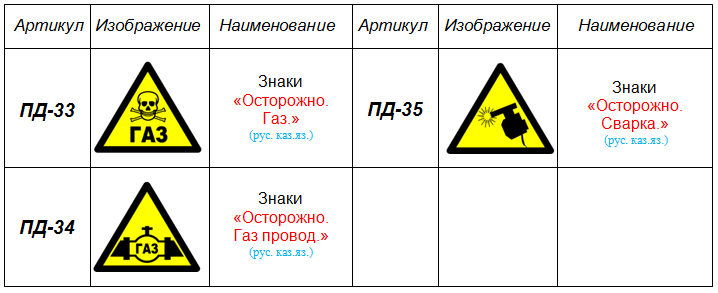 Артикул Изображение Наименование Артикул Изображение Наименование
ПД-33
ГАЗ
Знаки
«Осторожно.
Газ.»
(рус. каз.яз.)
ПД-35
Знаки
«Осторожно.
Сварка.»
(рус. каз.яз.)
ПД-34
ГАЗ
Знаки
«Осторожно.
Газ провод.»
(рус. каз.яз.)